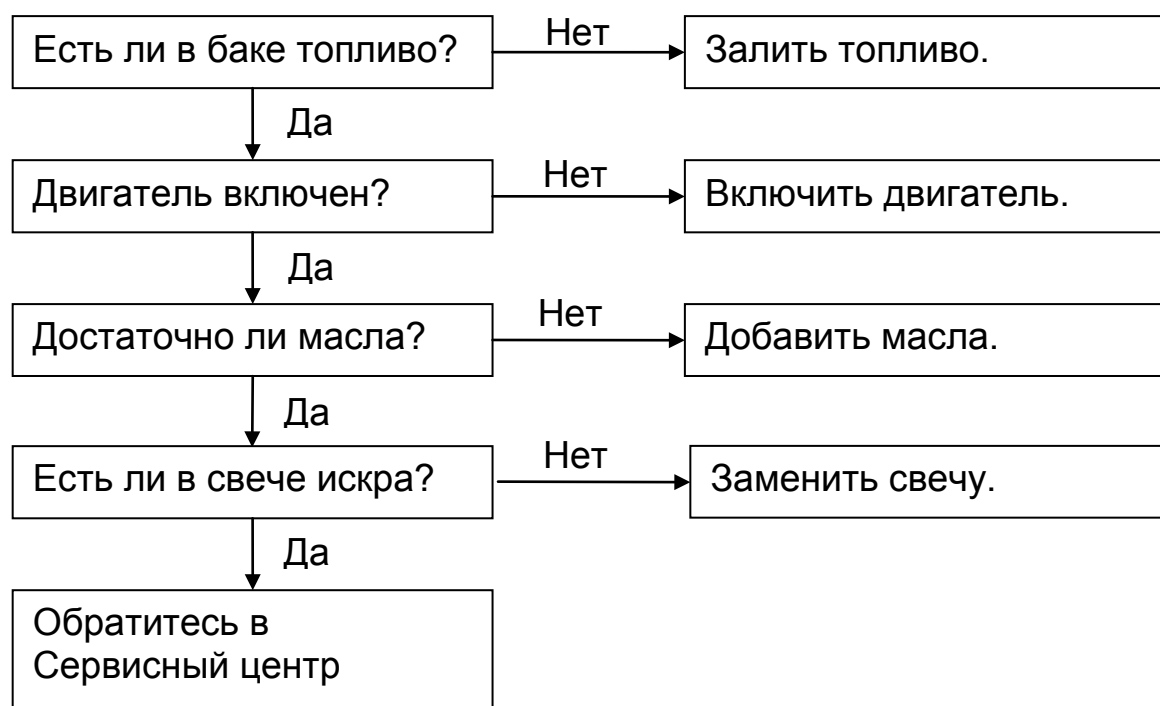 Есть ли в баке топливо?
Нет
Залить топливо.
Да
Двигатель включен?
Нет
Включить двигатель.
Да
Достаточно ли масла?
Нет
Добавить масла.
Да
Есть ли в свече искра?
Нет
Заменить свечу.
Да
Обратитесь в
Сервисный центр